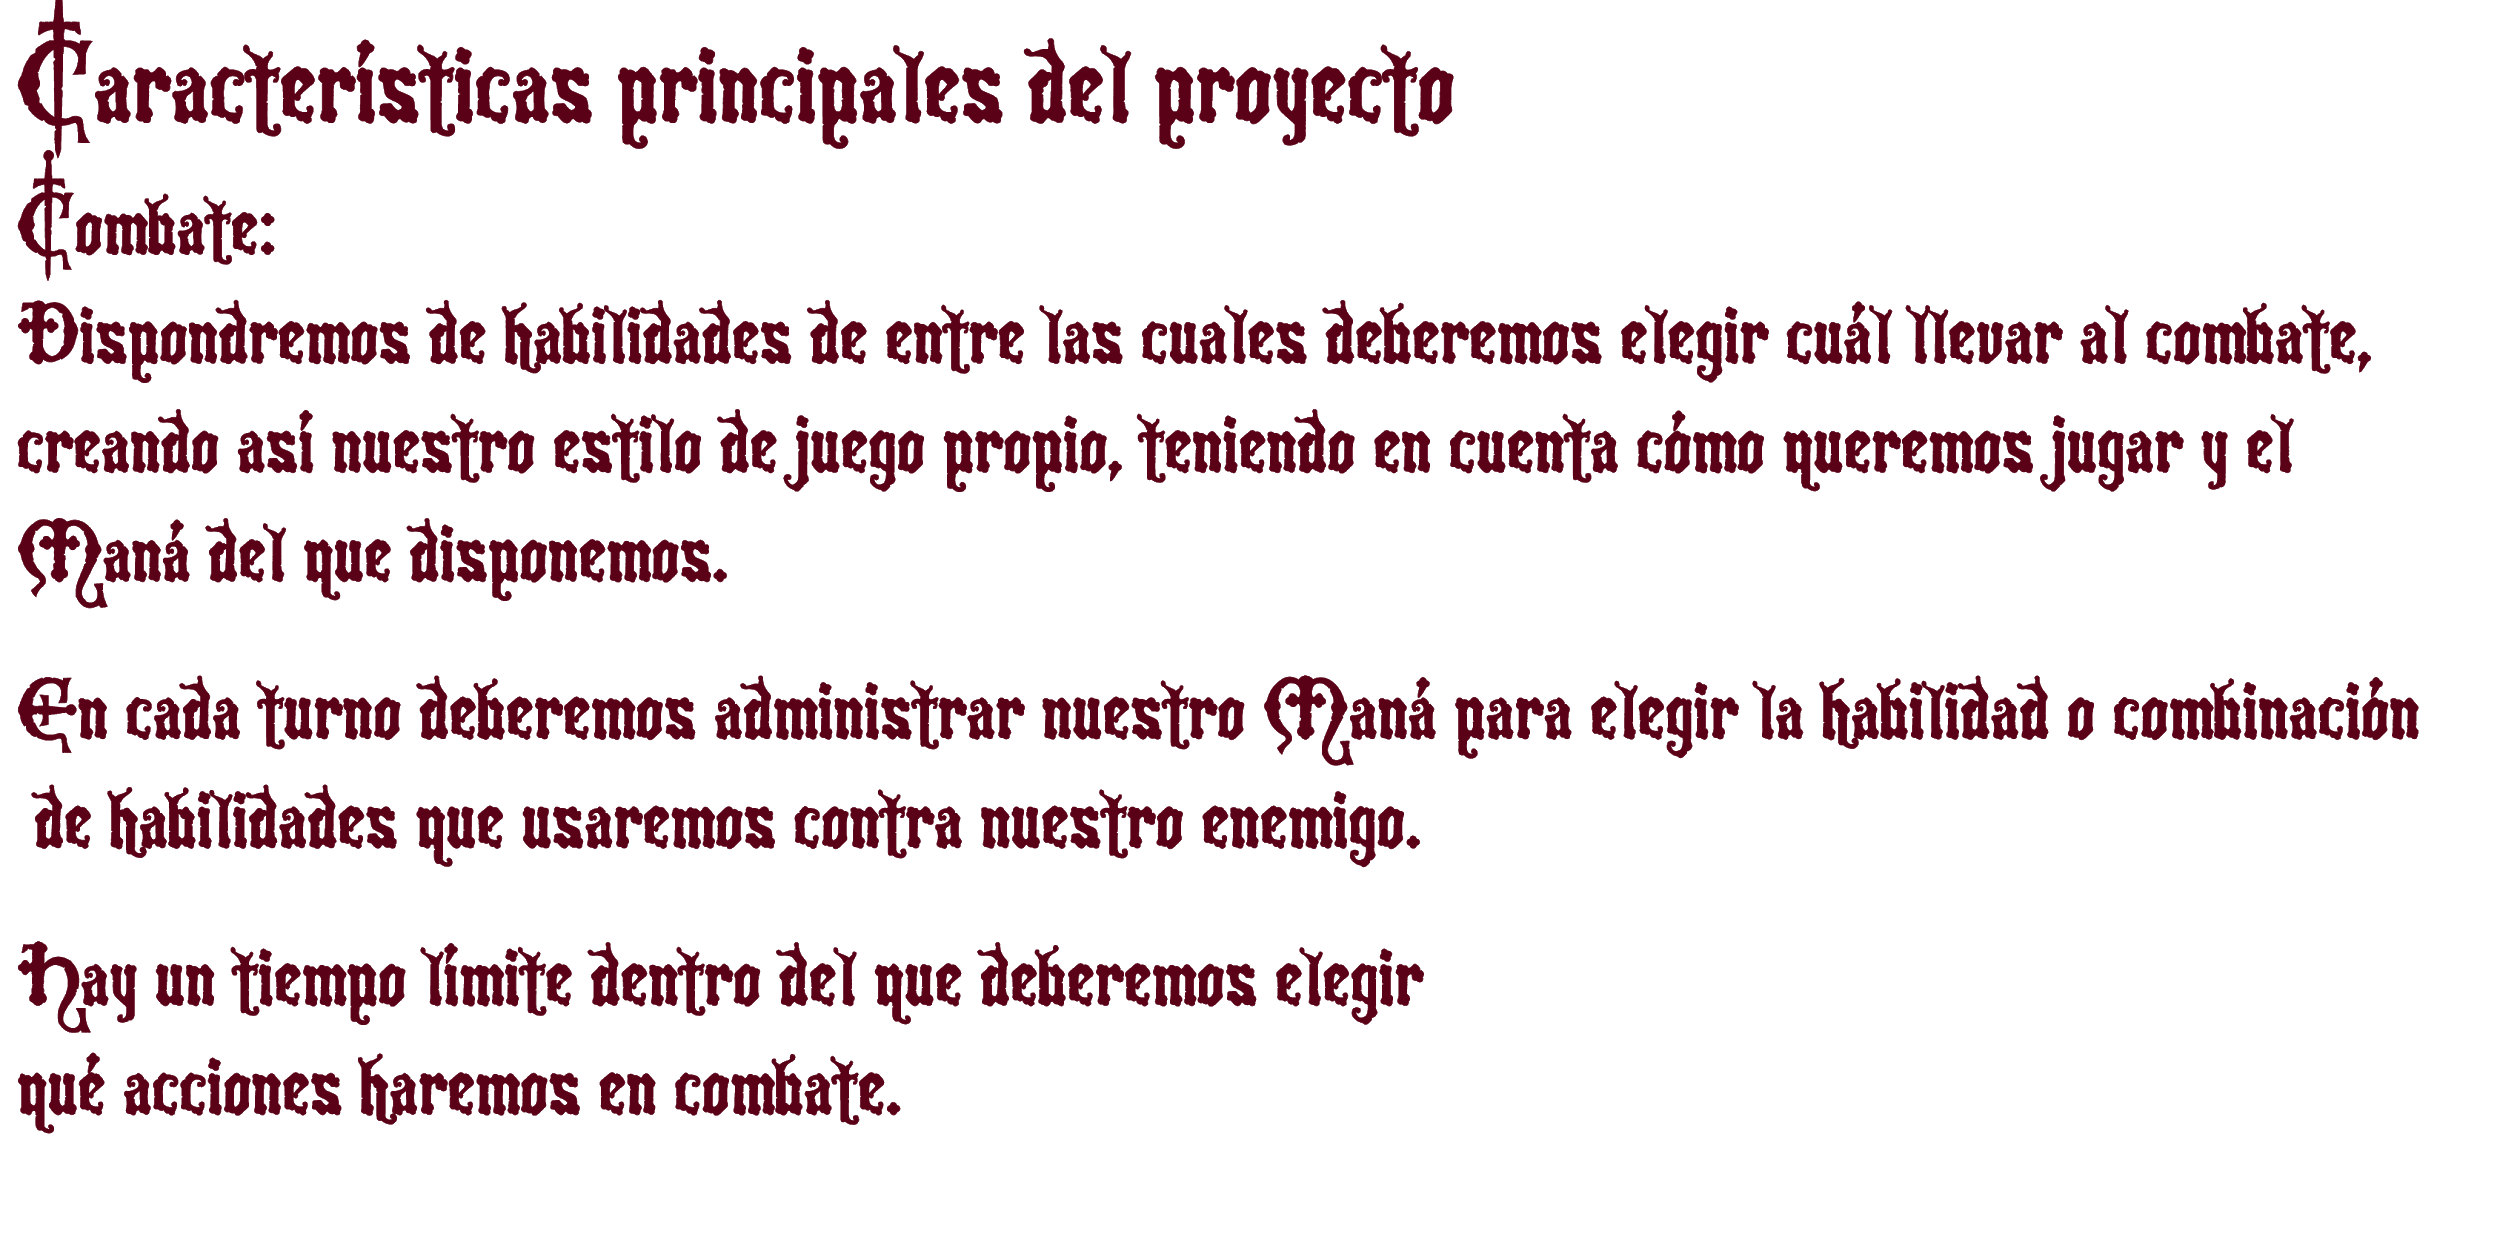 Características principales del proyecto
Combate:
Dispondremos de habilidades de entre las cuales deberemos elegir cuál llevar al combate,
creando así nuestro estilo de juego propio, teniendo en cuenta cómo queremos jugar y el
Maná del que disponemos.
En cada turno deberemos administrar nuestro Maná para elegir la habilidad o combinación
de habilidades que usaremos contra nuestro enemigo.
Hay un tiempo límite dentro del que deberemos elegir
qué acciones haremos en combate.